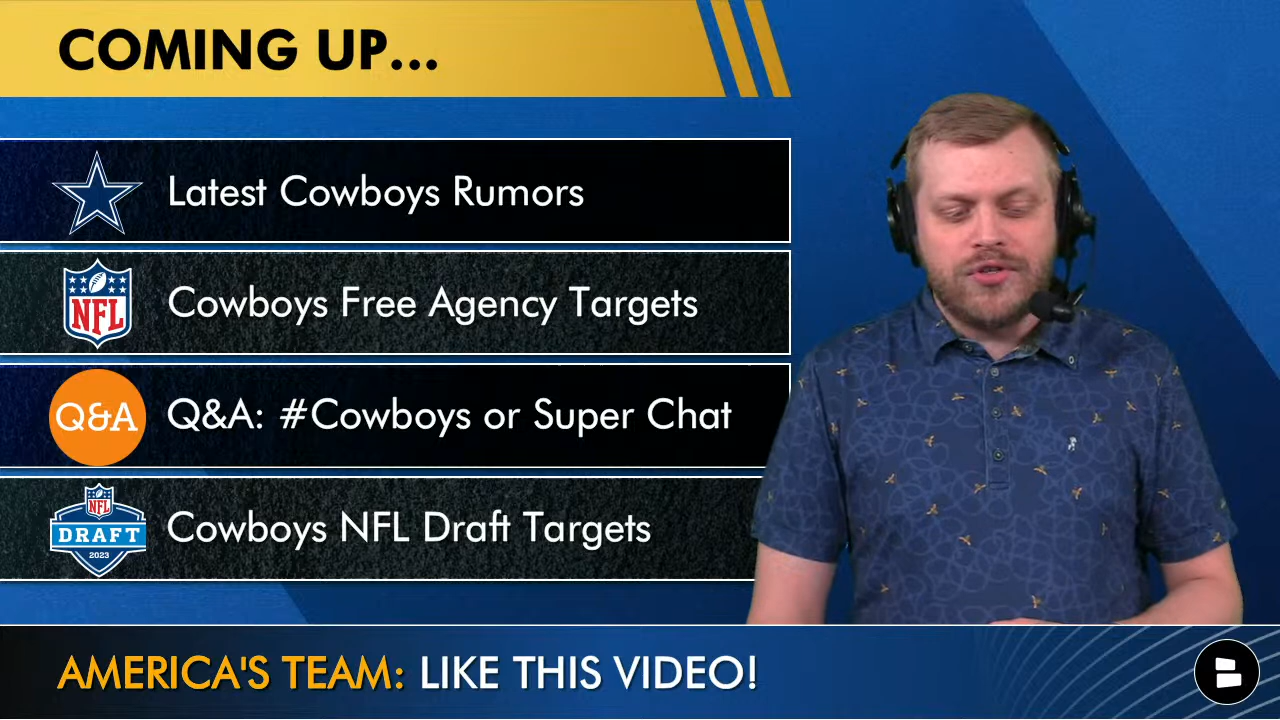 COMING UP...
Latest Cowboys Rumors
NFL
Cowboys Free Agency Targets
Q&A
Q&A: #Cowboys or Super Chat
NFL
DRAFT
2023
Cowboys NFL Draft Targets
AMERICA'S TEAM: LIKE THIS VIDEO!